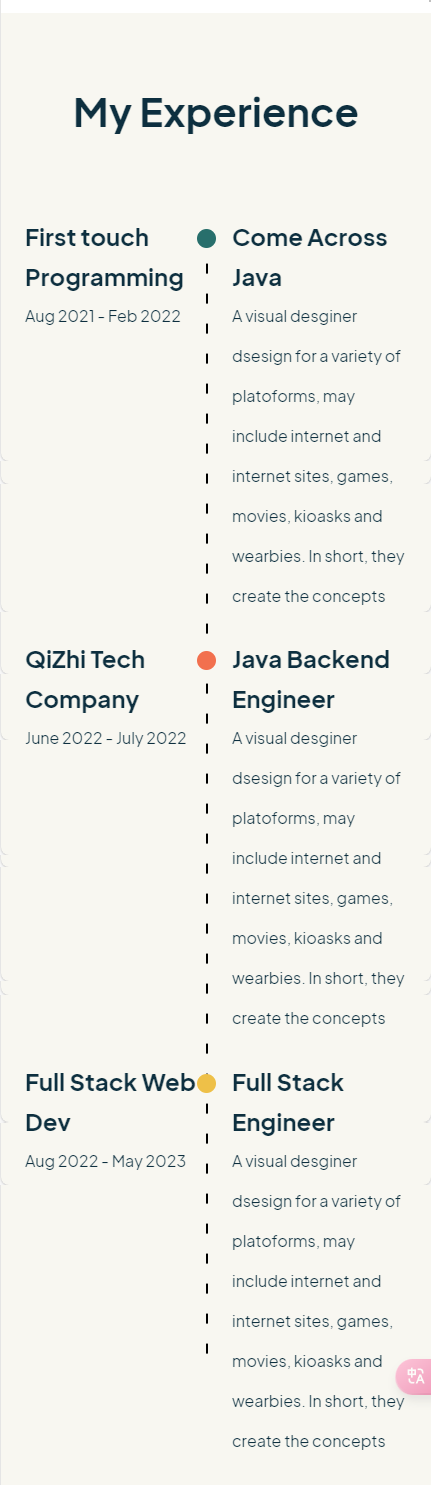 My Experience
First touch
Programming
Aug 2021 - Feb 2022
Come Across
Java
A visual desginer
dsesign for a variety of
platoforms, may
include internet and
internet sites, games,
movies, kioasks and
wearbies. In short, they
create the concepts
QiZhi Tech
Company
June 2022 - July 2022
Java Backend
Engineer
A visual desginer
dsesign for a variety of
platoforms, may
include internet and
internet sites, games,
movies, kioasks and
wearbies. In short, they
create the concepts
Full Stack Web
Dev
Aug 2022 - May 2023
Full Stack
Engineer
A visual desginer
dsesign for a variety of
platoforms, may
include internet and
internet sites, games,
movies, kioasks and
wearbies. In short, they
create the concepts
中A